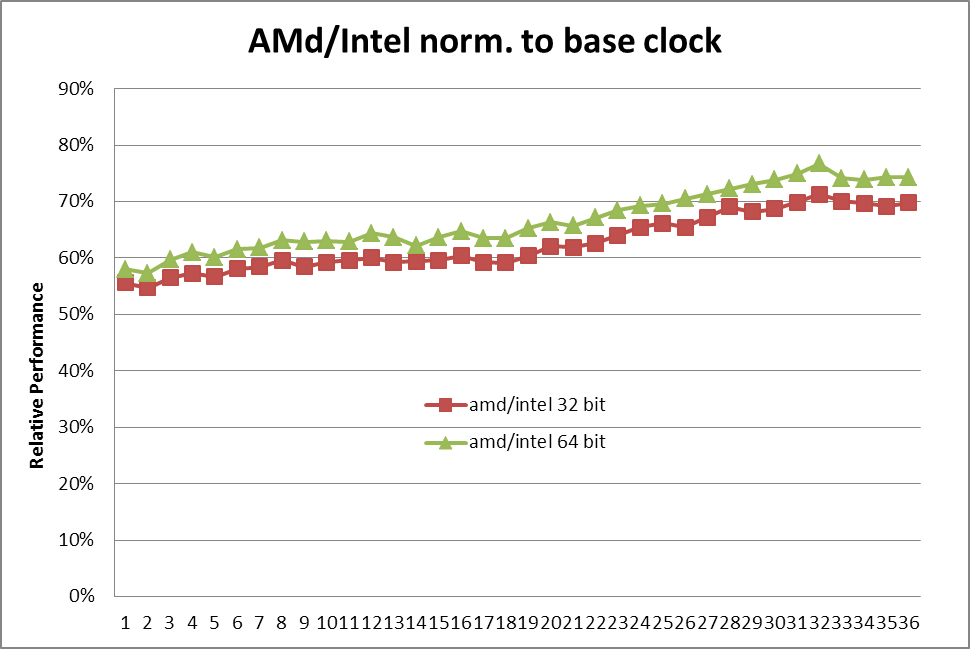 AMd/Intel norm. to base clock
90%
80%
70%
60%
50%
40%
30%
20%
10%
0%
Relative Performance
amd/intel 32 bit
amd/intel 64 bit
1 2 3 4 5 6 7 8 9 10 11 12 13 14 15 16 17 18 19 20 21 22 23 24 25 26 27 28 29 30 31 32 33 34 35 36